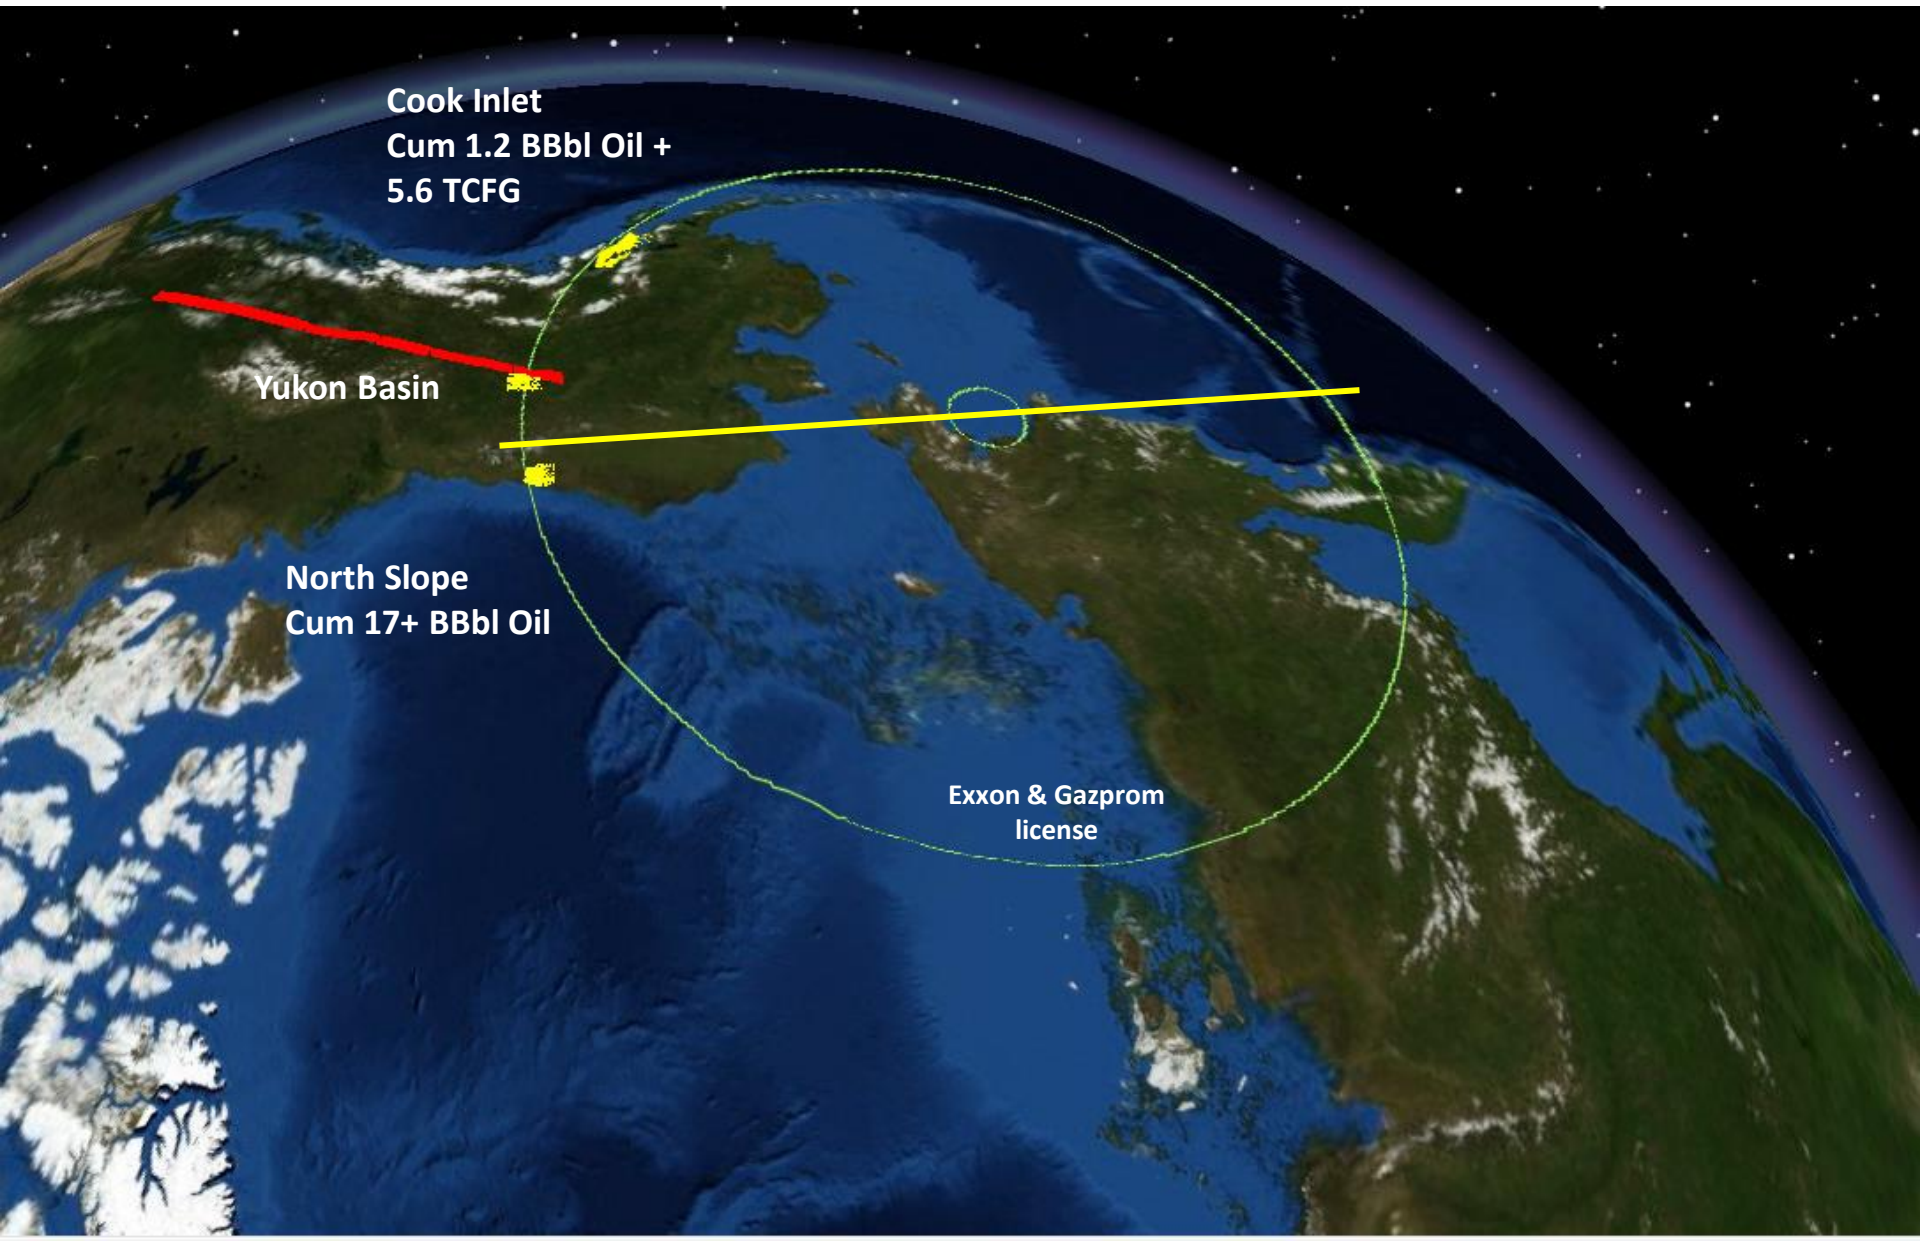 Cook Inlet
Cum 1.2 BBbl Oil +
5.6 TCFG
Yukon Basin
North Slope
Cum 17+ BBbl Oil
Exxon & Gazprom
license